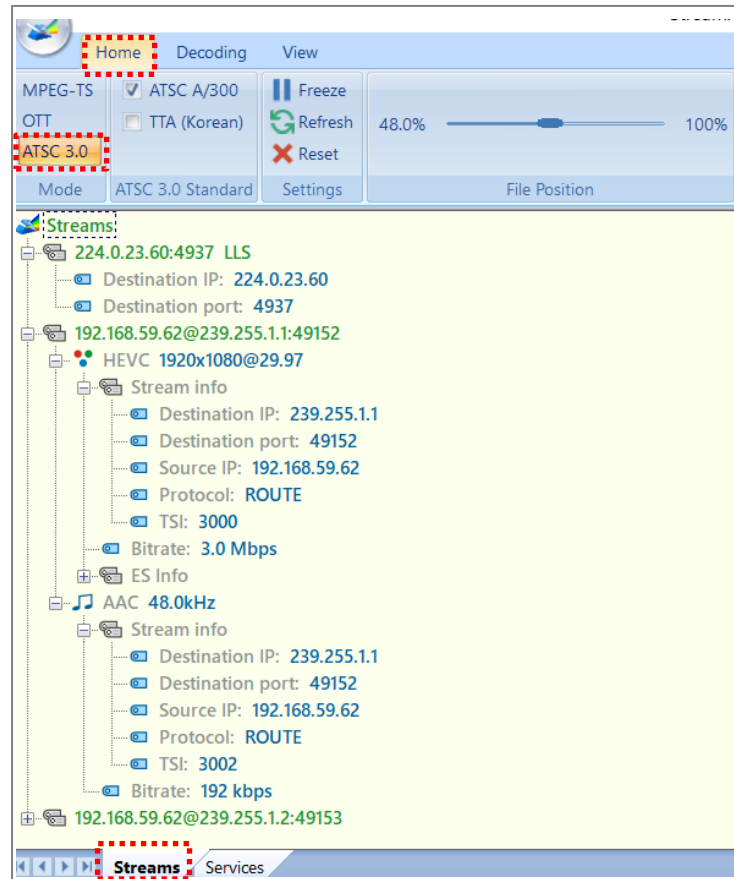 Home Decoding View
MPEG-TS ATSC A/300 Freeze
OTT TTA (Korean) Refresh 48.0% 100%
ATSC 3.0 Reset
Mode ATSC 3.0 Standard Settings File Position
Streams
224.0.23.60:4937 LLS
Destination IP: 224.0.23.60
Destination port: 4937
192.168.59.62@239.255.1.1:49152
HEVC 1920x1080@29.97
Stream info
Destination IP: 239.255.1.1
Destination port: 49152
Source IP: 192.168.59.62
Protocol: ROUTE
TSI: 3000
Bitrate: 3.0 Mbps
ES Info
AAC 48.0kHz
Stream info
Destination IP: 239.255.1.1
Destination port: 49152
Source IP: 192.168.59.62
Protocol: ROUTE
TSI: 3002
Bitrate: 192 kbps
192.168.59.62@239.255.1.2:49153
Streams Services